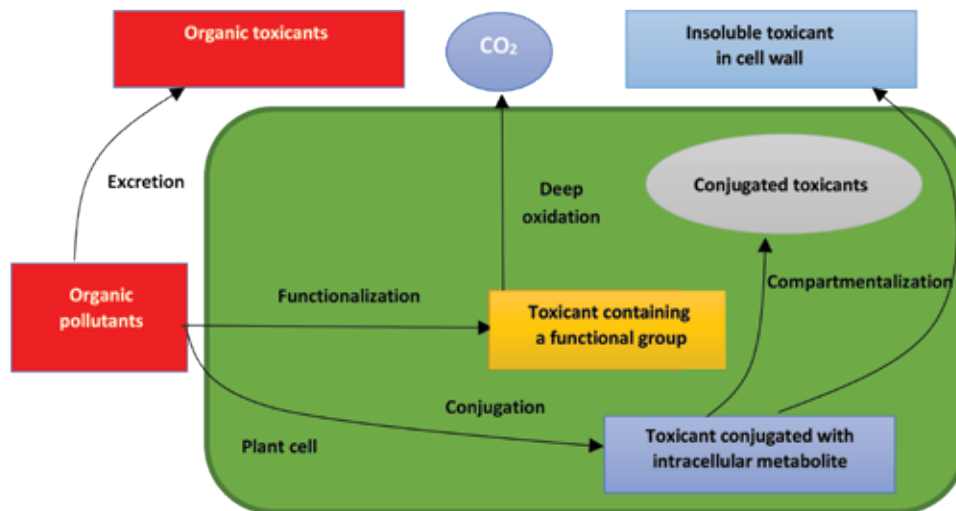 Organic toxicants
CO₂
Insoluble toxicant
in cell wall
Excretion
Deep
oxidation
Conjugated toxicants
Organic
pollutants
Functionalization
Toxicant containing
a functional group
Compartmentalization
Conjugation
Plant cell
Toxicant conjugated with
intracellular metabolite